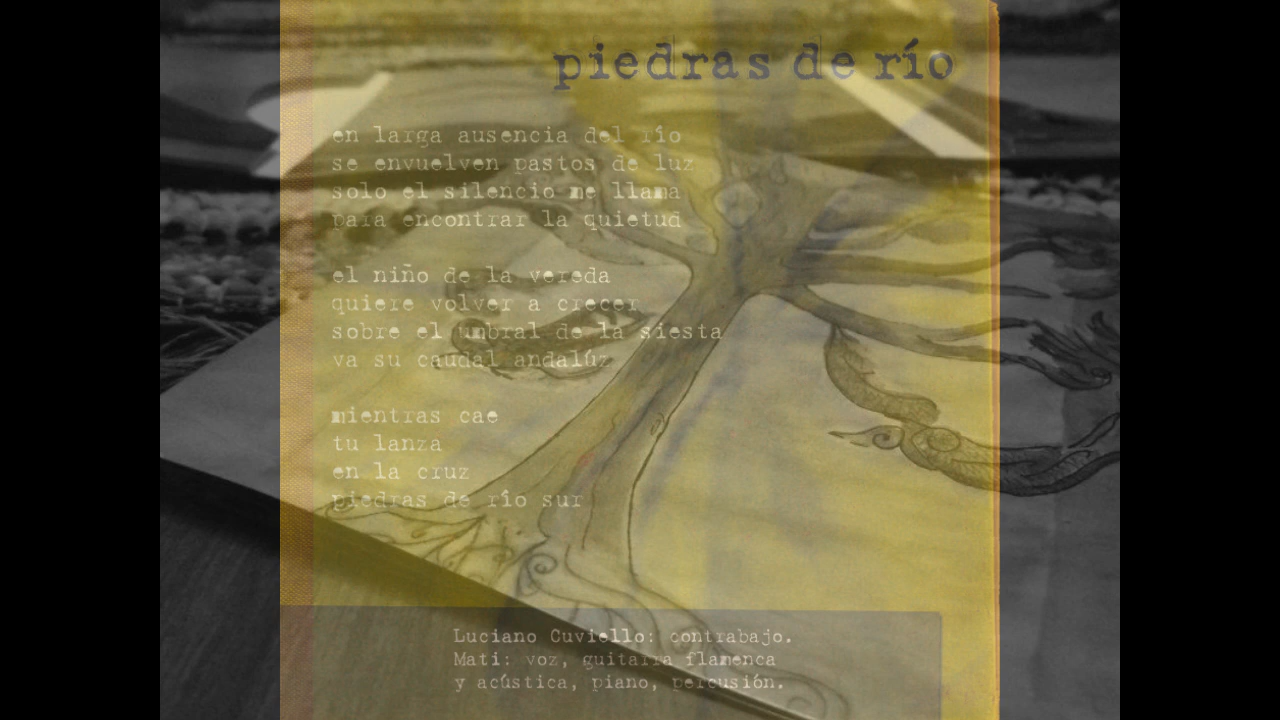 piedras de río
en larga ausencia del río
se envuelven pastos de luz
solo el silencio me llama
para encontrar la quietud
el niño de la vereda
quiere volver a crecer
sobre el umbral de la siesta
va su caudal andalúz
mientras cae
tu lanza
en la cruz
piedras de río sur
Luciano Cuviello: contrabajo.
Mati: voz, guitarra flamenca
y acústica, piano, percusión.